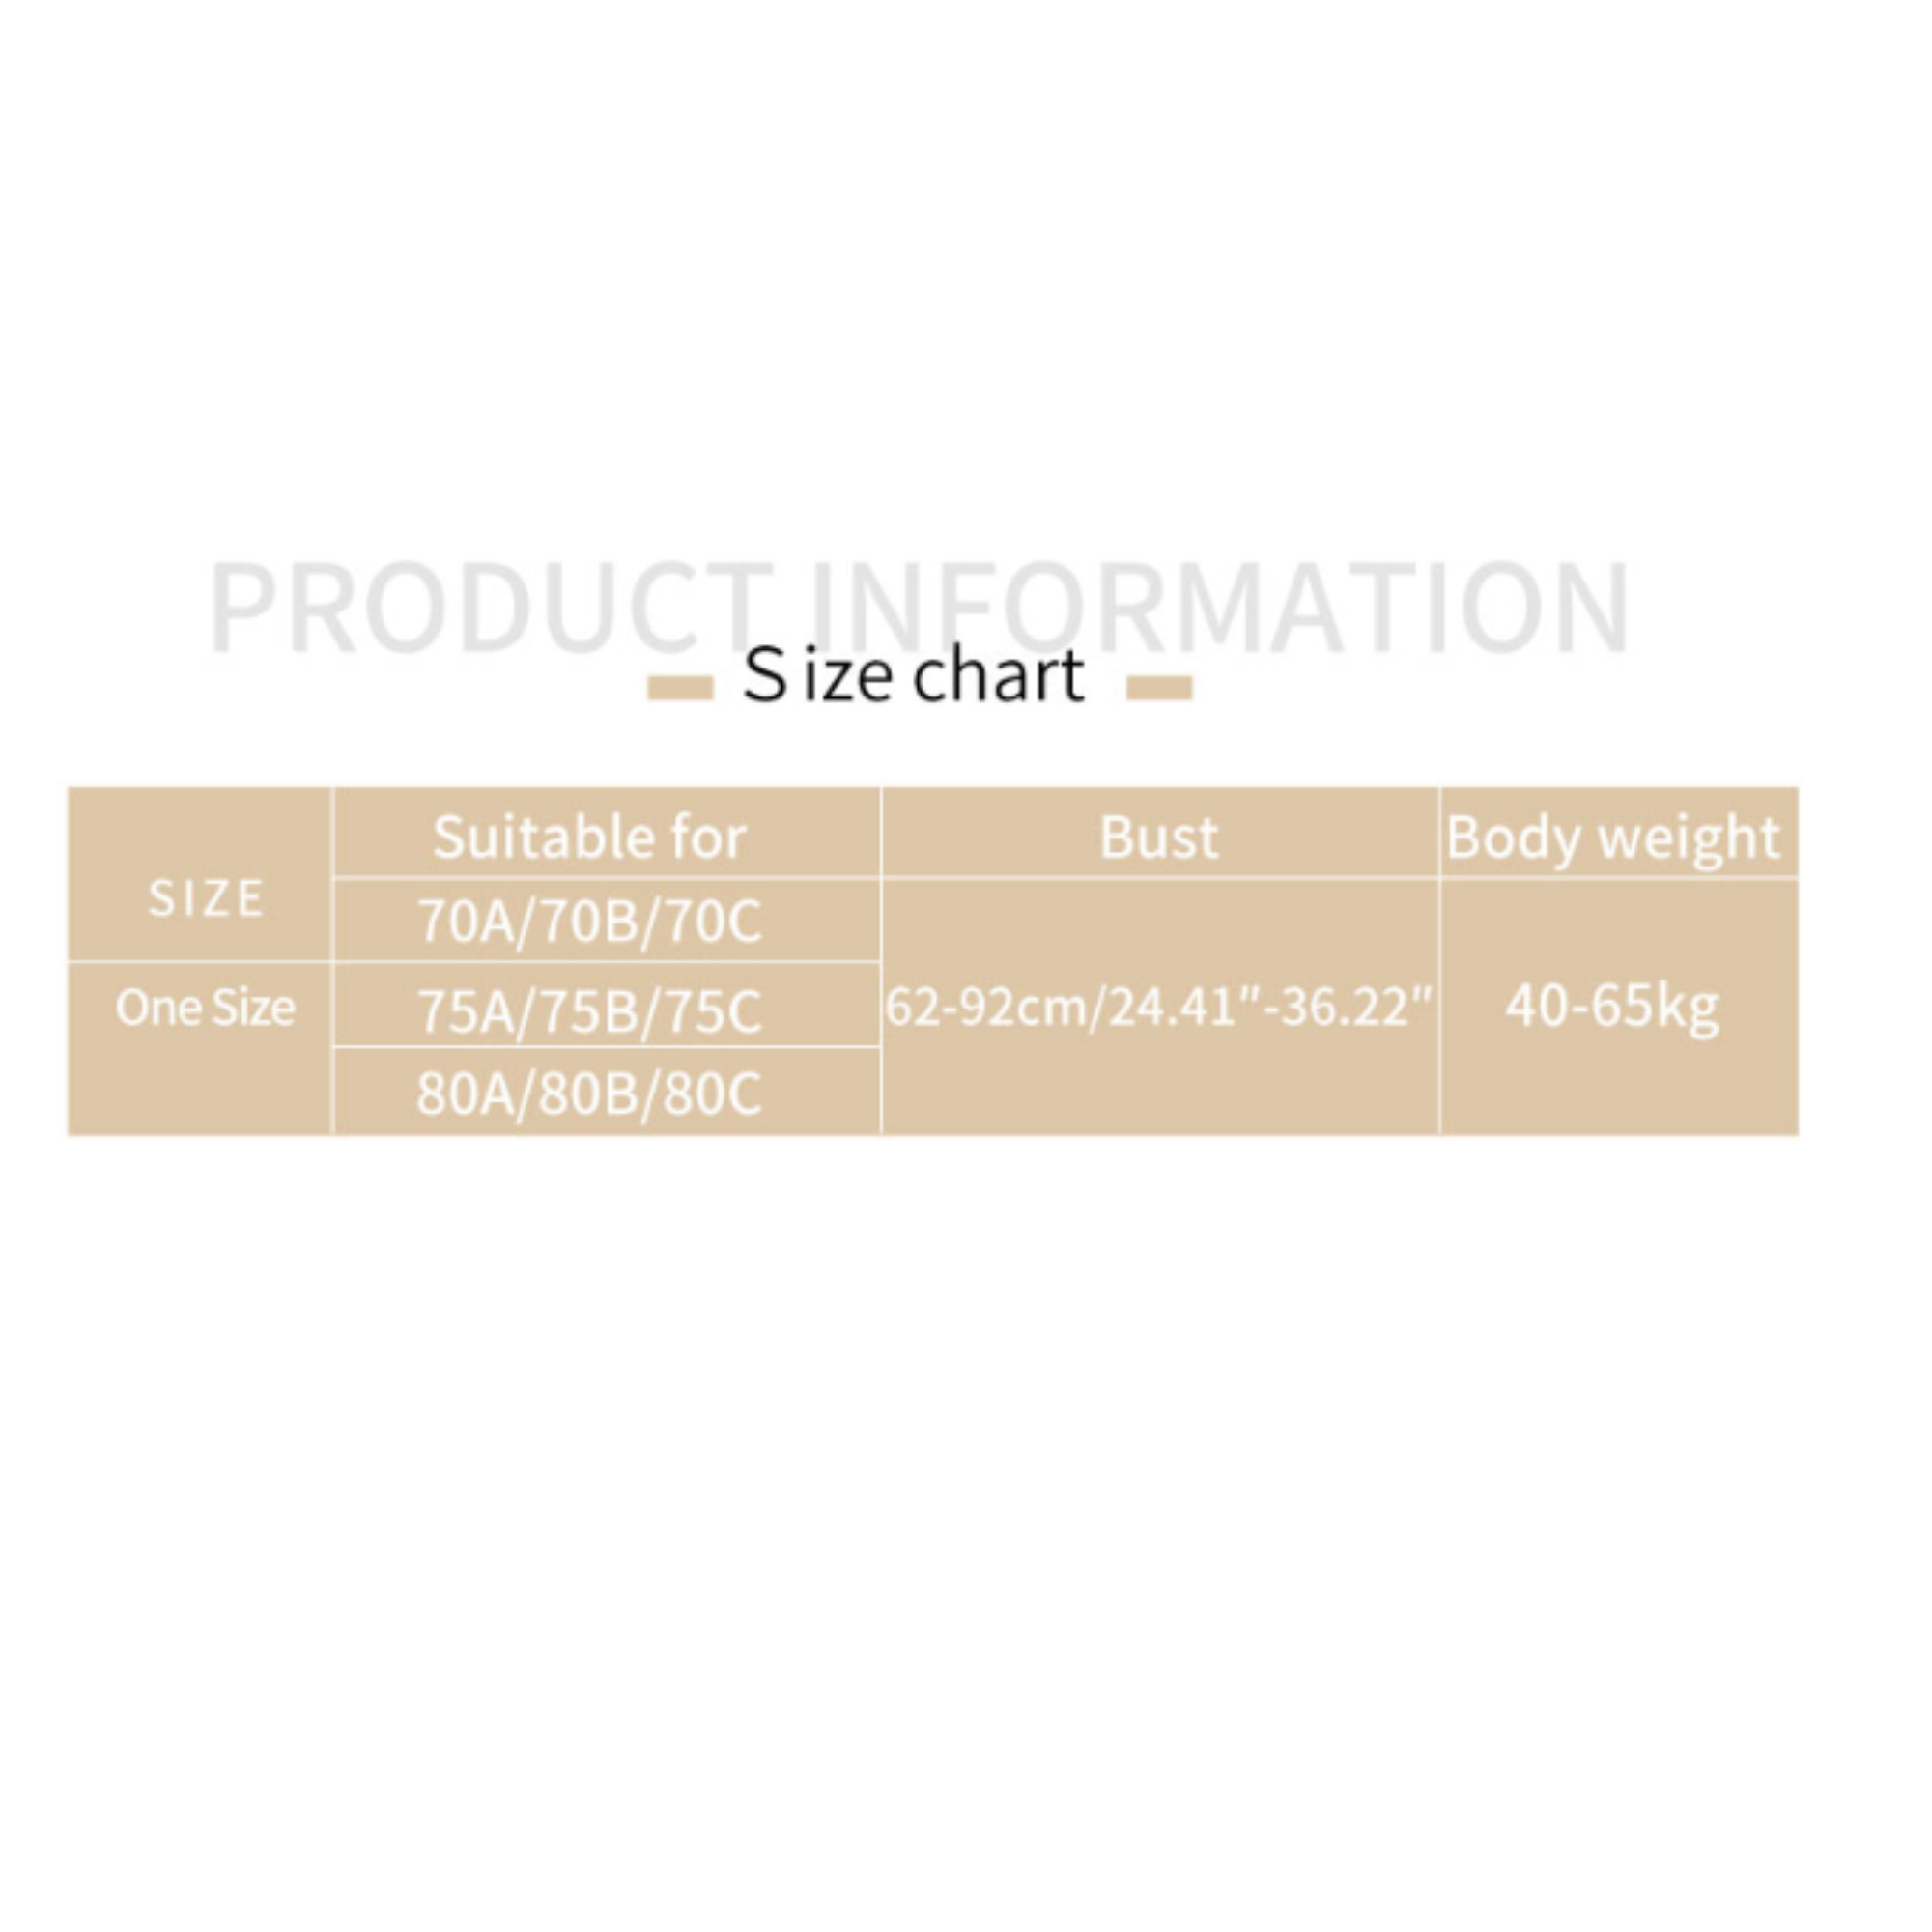 PRODUCT INFORMATION
Size chart
SIZE
Suitable for
Bust
Body weight
70A/70B/70C
One Size
75A/75B/75C
62-92cm/24.41"-36.22"
40-65kg
80A/80B/80C